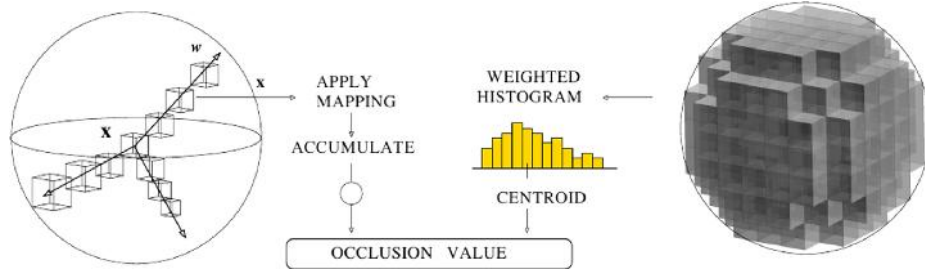 w
x
X
APPLY
MAPPING
ACCUMULATE
WEIGHTED
HISTOGRAM
CENTROID
OCCLUSION VALUE